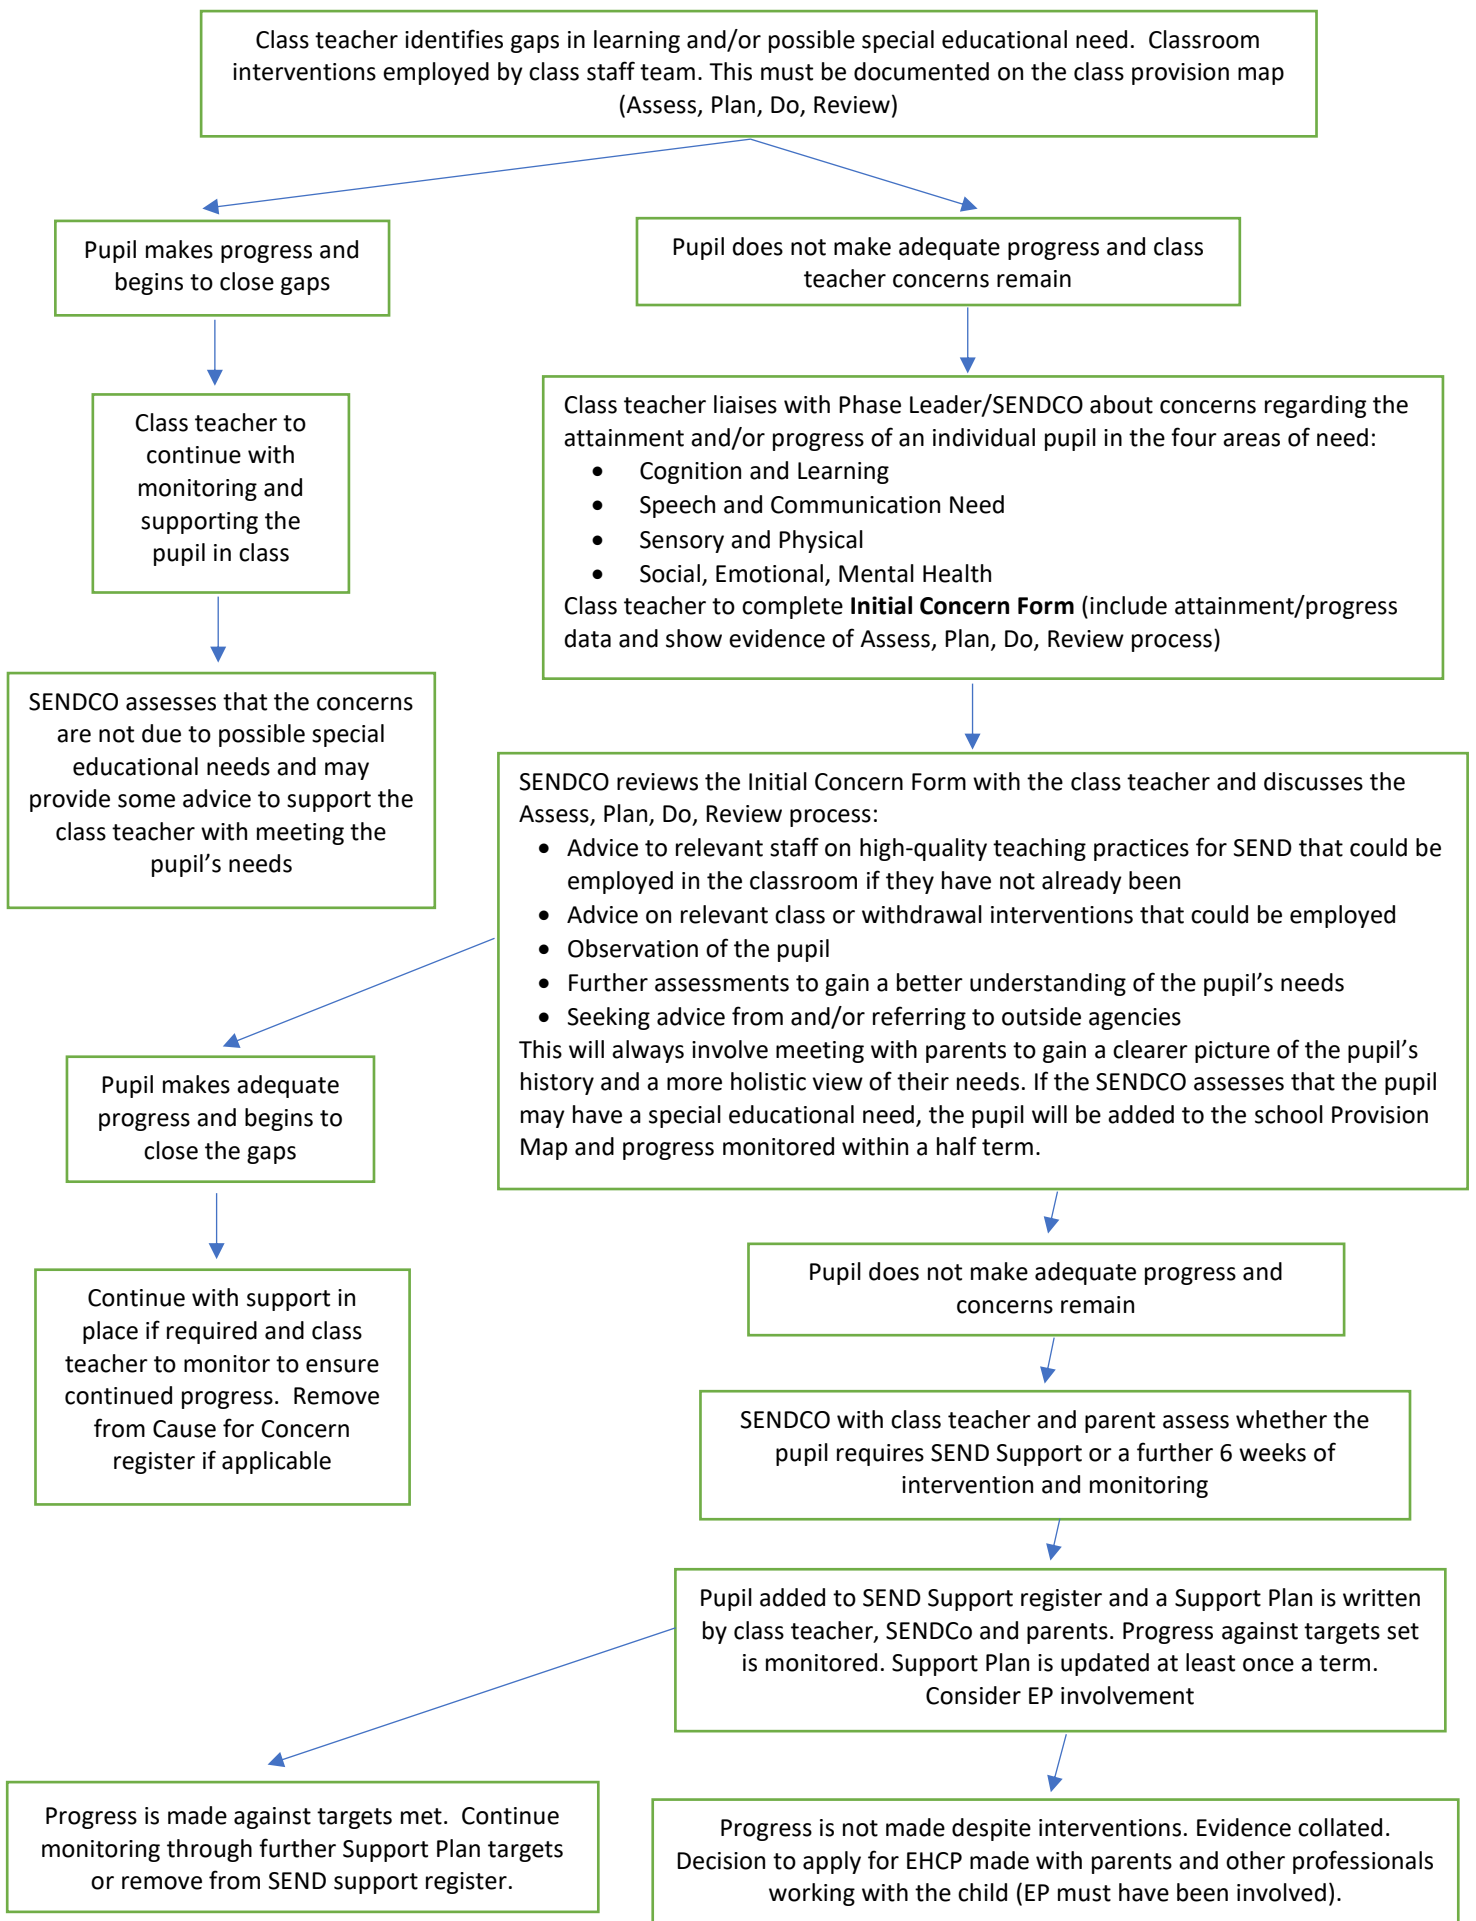 Class teacher identifies gaps in learning and/or possible special educational need.  Classroom
interventions employed by class staff team. This must be documented on the class provision map
(Assess, Plan, Do, Review)
Pupil makes progress and
begins to close gaps
Pupil does not make adequate progress and class
teacher concerns remain
Class teacher to
continue with
monitoring and
supporting the
pupil in class
Class teacher liaises with Phase Leader/SENDCO about concerns regarding the
attainment and/or progress of an individual pupil in the four areas of need:
• Cognition and Learning
• Speech and Communication Need
• Sensory and Physical
• Social, Emotional, Mental Health
Class teacher to complete Initial Concern Form (include attainment/progress
data and show evidence of Assess, Plan, Do, Review process)
SENDCO assesses that the concerns
are not due to possible special
educational needs and may
provide some advice to support the
class teacher with meeting the
pupil’s needs
SENDCO reviews the Initial Concern Form with the class teacher and discusses the
Assess, Plan, Do, Review process:
• Advice to relevant staff on high-quality teaching practices for SEND that could be
employed in the classroom if they have not already been
• Advice on relevant class or withdrawal interventions that could be employed
• Observation of the pupil
• Further assessments to gain a better understanding of the pupil’s needs
• Seeking advice from and/or referring to outside agencies
This will always involve meeting with parents to gain a clearer picture of the pupil’s
history and a more holistic view of their needs. If the SENDCO assesses that the pupil
may have a special educational need, the pupil will be added to the school Provision
Map and progress monitored within a half term.
Pupil makes adequate
progress and begins to
close the gaps
Continue with support in
place if required and class
teacher to monitor to ensure
continued progress.  Remove
from Cause for Concern
register if applicable
Pupil does not make adequate progress and
concerns remain
SENDCO with class teacher and parent assess whether the
pupil requires SEND Support or a further 6 weeks of
intervention and monitoring
Pupil added to SEND Support register and a Support Plan is written
by class teacher, SENDCo and parents. Progress against targets set
is monitored. Support Plan is updated at least once a term.
Consider EP involvement
Progress is made against targets met.  Continue
monitoring through further Support Plan targets
or remove from SEND support register.
Progress is not made despite interventions. Evidence collated.
Decision to apply for EHCP made with parents and other professionals
working with the child (EP must have been involved).